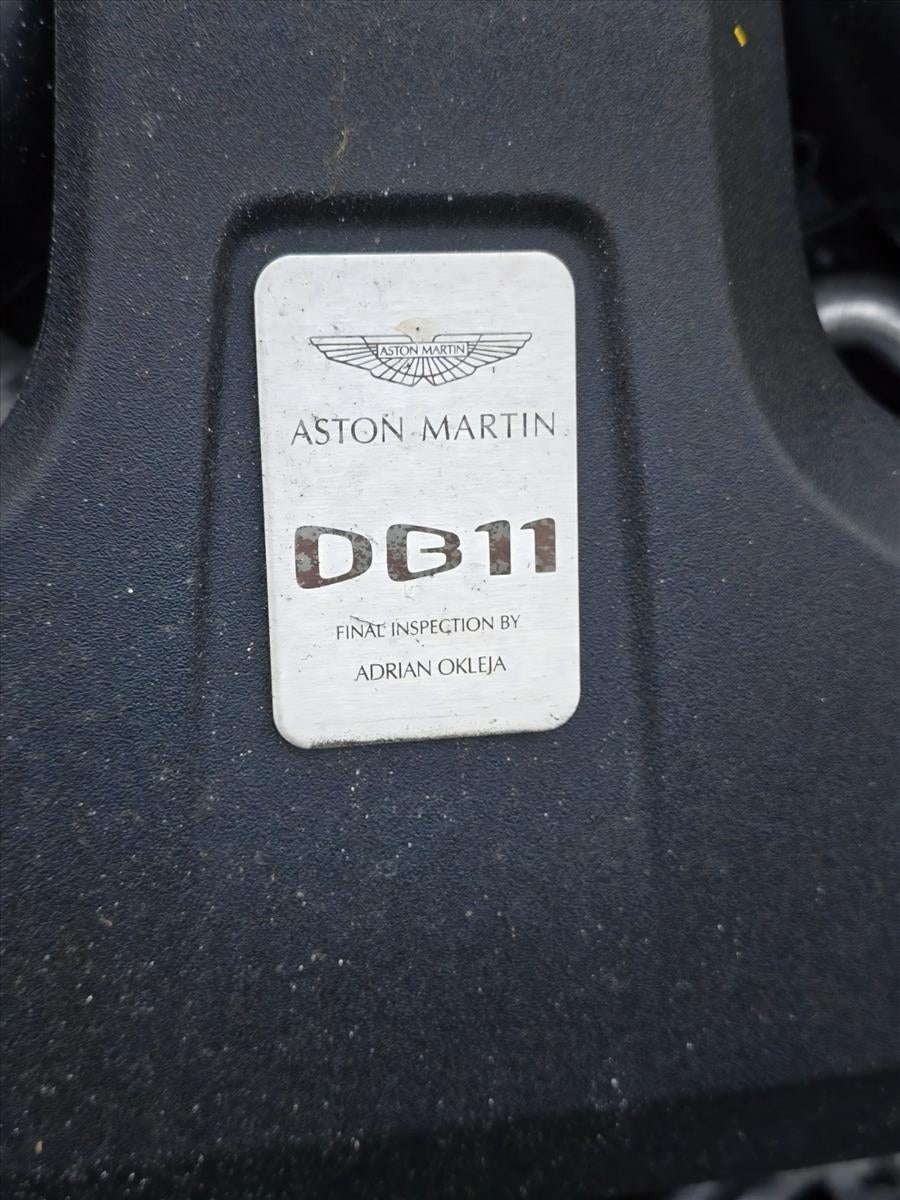 ASTON MARTIN
ASTON MARTIN
DB11
FINAL INSPECTION BY
ADRIAN OKLEJA